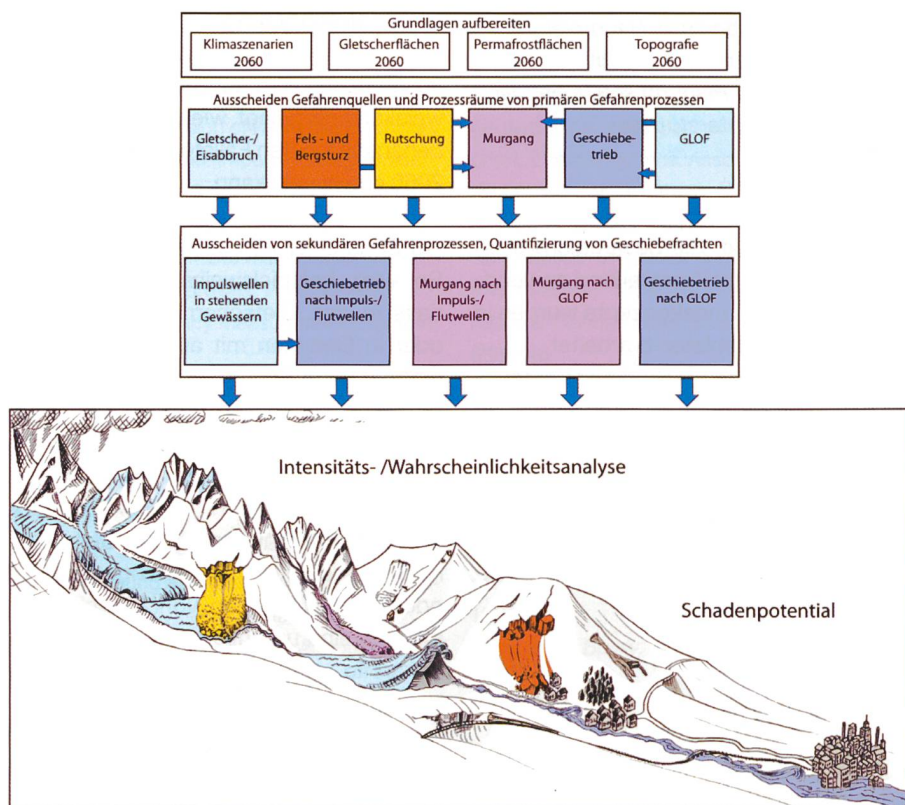 Grundlagen aufbereiten
Klimaszenarien
2060
Gletscherflächen
2060
Permafrostflächen
2060
Topografie
2060
Ausscheiden Gefahrenquellen und Prozessräume von primären Gefahrenprozessen
Gletscher-/
Eisabbruch
Fels - und
Bergsturz
Rutschung
Murgang
Geschiebe-
trieb
GLOF
Ausscheiden von sekundären Gefahrenprozessen, Quantifizierung von Geschiebefrachten
Impulswellen
in stehenden
Gewässern
Geschiebetrieb
nach Impuls-/
Flutwellen
Murgang nach
Impuls-/
Flutwellen
Murgang nach
GLOF
Geschiebetrieb
nach GLOF
Intensitäts- /Wahrscheinlichkeitsanalyse
Schadenpotential